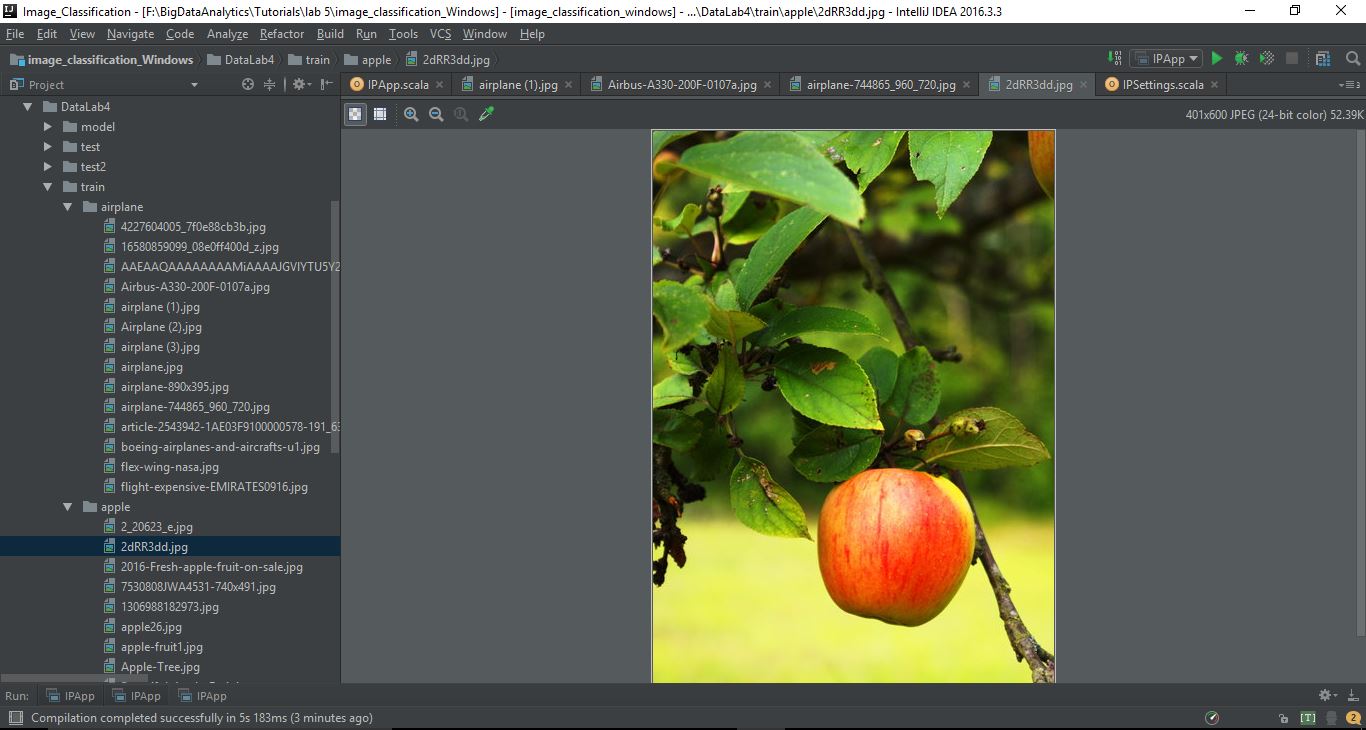 Image_Classification - [F:\BigDataAnalytics\Tutorials\lab 5\image_classification_Windows] - [image_classification_windows] - ...\DataLab4\train\apple\2dRR3dd.jpg - IntelliJ IDEA 2016.3.3
File Edit View Navigate Code Analyze Refactor Build Run Tools VCS Window Help
image_classification_Windows DataLab4 train apple 2dRR3dd.jpg IPApp
Project IPApp.scala airplane (1).jpg Airbus-A330-200F-0107a.jpg airplane-744865_960_720.jpg 2dRR3dd.jpg IPSettings.scala
401x600 JPEG (24-bit color) 52.39K
DataLab4
model
test
test2
train
airplane
4227604005_7f0e88cb3b.jpg
16580859099_08e0ff400d_z.jpg
AAEAAQAAAAAAAAMiAAAAJGVlYTU5Y2
Airbus-A330-200F-0107a.jpg
airplane (1).jpg
Airplane (2).jpg
airplane (3).jpg
airplane.jpg
airplane-890x395.jpg
airplane-744865_960_720.jpg
article-2543942-1AE03F9100000578-191_63
boeing-airplanes-and-aircrafts-u1.jpg
flex-wing-nasa.jpg
flight-expensive-EMIRATES0916.jpg
apple
2_20623_e.jpg
2dRR3dd.jpg
2016-Fresh-apple-fruit-on-sale.jpg
7530808JWA4531-740x491.jpg
1306988182973.jpg
apple26.jpg
apple-fruit1.jpg
Apple-Tree.jpg
Run: IPApp IPApp IPApp
Compilation completed successfully in 5s 183ms (3 minutes ago) [T] 2